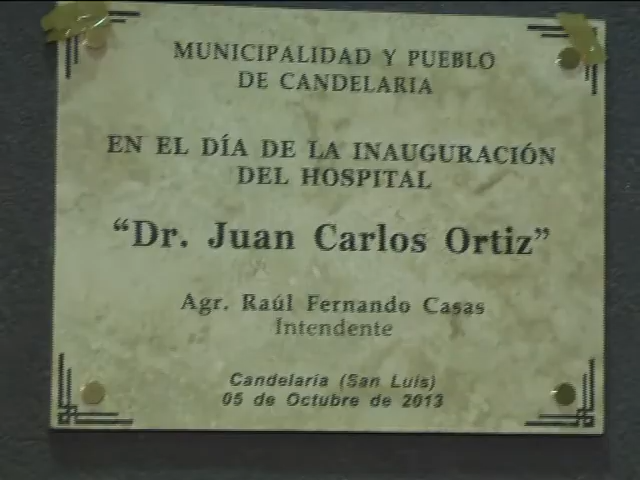 MUNICIPALIDAD Y PUEBLO
DE CANDELARIA
EN EL DÍA DE LA INAUGURACIÓN
DEL HOSPITAL
“Dr. Juan Carlos Ortiz”
Agr. Raúl Fernando Casas
Intendente
Candelaria (San Luis)
05 de Octubre de 2013